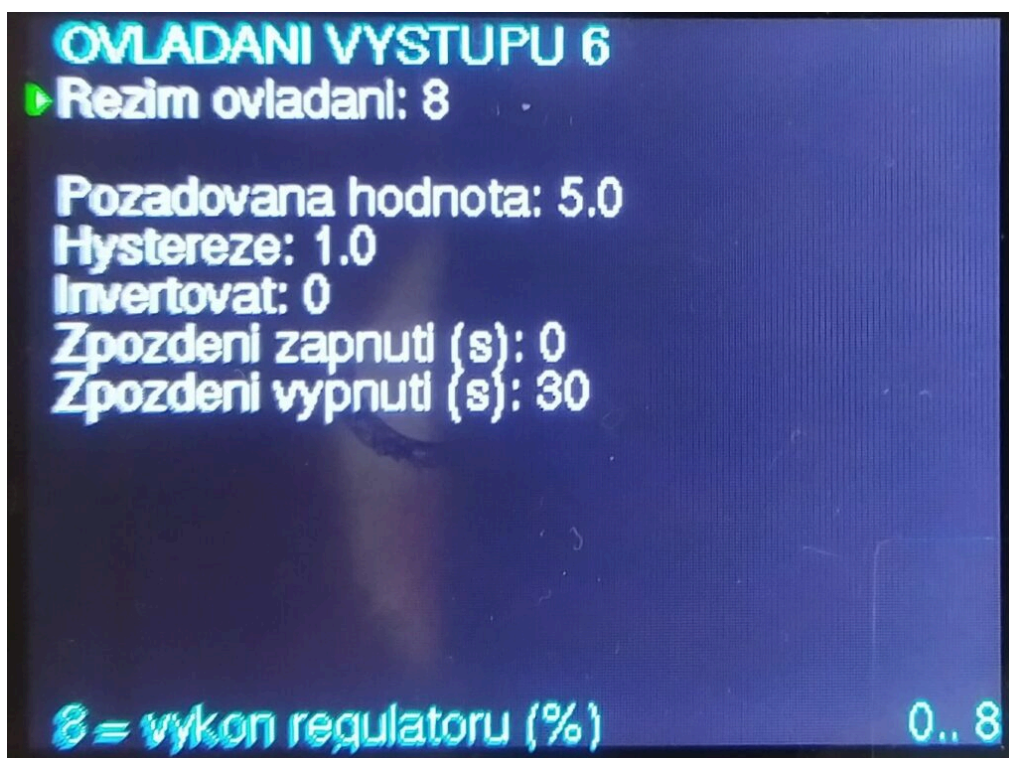 OVLADANI VYSTUPU 6
Rezim ovladani: 8
Pozadovana hodnota: 5.0
Hystereze: 1.0
Invertovat: 0
Zpozdeni zapnuti (s): 0
Zpozdeni vypnuti (s): 30
8 = vykon regulatoru (%) 0.. 8